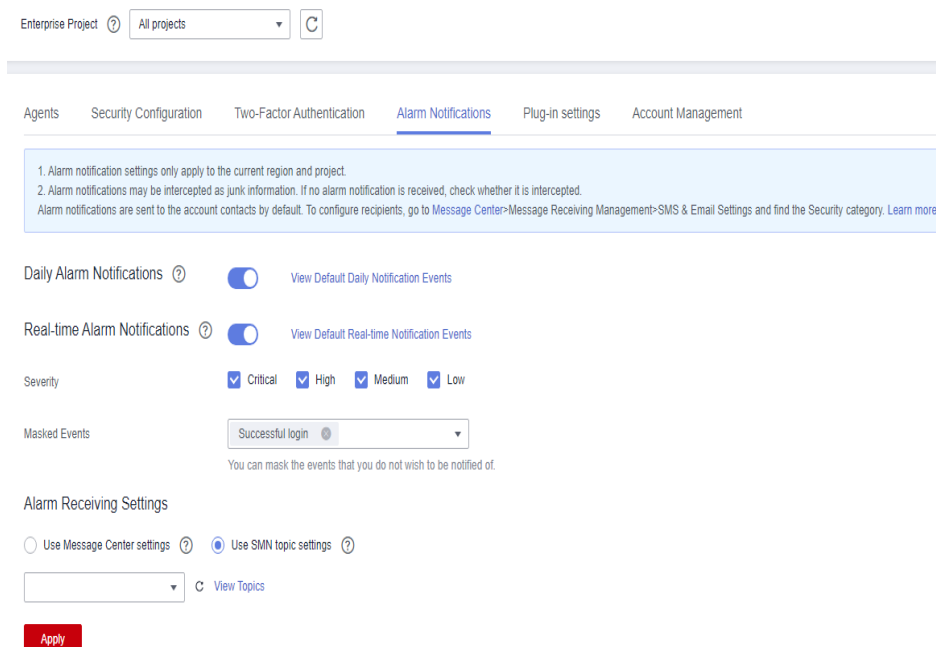 Enterprise Project ? All projects
Agents Security Configuration Two-Factor Authentication Alarm Notifications Plug-in settings Account Management
1. Alarm notification settings only apply to the current region and project.
2. Alarm notifications may be intercepted as junk information. If no alarm notification is received, check whether it is intercepted.
Alarm notifications are sent to the account contacts by default. To configure recipients, go to Message Center>Message Receiving Management>SMS & Email Settings and find the Security category. Learn more
Daily Alarm Notifications ? View Default Daily Notification Events
Real-time Alarm Notifications ? View Default Real-time Notification Events
Severity Critical High Medium Low
Masked Events Successful login
You can mask the events that you do not wish to be notified of.
Alarm Receiving Settings
Use Message Center settings ? Use SMN topic settings ?
View Topics
Apply